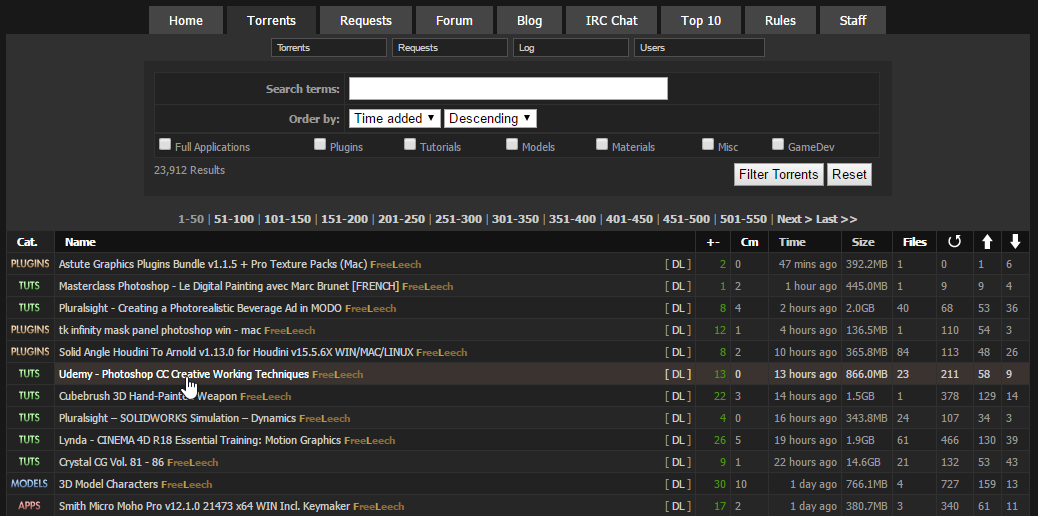 Home Torrents Requests Forum Blog IRC Chat Top 10 Rules Staff
Torrents Requests Log Users
Search terms:
Order by: Time added Descending
Full Applications Plugins Tutorials Models Materials Misc GameDev
23,912 Results Filter Torrents Reset
1-50 | 51-100 | 101-150 | 151-200 | 201-250 | 251-300 | 301-350 | 351-400 | 401-450 | 451-500 | 501-550 | Next > Last >>
Cat. Name +- Cm Time Size Files
PLUGINS Astute Graphics Plugins Bundle v1.1.5 + Pro Texture Packs (Mac) FreeLeech [ DL ] 2 0 47 mins ago 392.2MB 1 0 1 6
TUTS Masterclass Photoshop - Le Digital Painting avec Marc Brunet [FRENCH] FreeLeech [ DL ] 1 2 1 hour ago 445.0MB 1 9 9 4
TUTS Pluralsight - Creating a Photorealistic Beverage Ad in MODO FreeLeech [ DL ] 8 4 2 hours ago 2.0GB 40 68 53 36
PLUGINS tk infinity mask panel photoshop win - mac FreeLeech [ DL ] 12 1 4 hours ago 136.5MB 1 110 54 3
PLUGINS Solid Angle Houdini To Arnold v1.13.0 for Houdini v15.5.6X WIN/MAC/LINUX FreeLeech [ DL ] 8 2 10 hours ago 365.8MB 84 113 48 26
TUTS Udemy - Photoshop CC Creative Working Techniques FreeLeech [ DL ] 13 0 13 hours ago 866.0MB 23 211 58 9
TUTS Cubebrush 3D Hand-Painted Weapon FreeLeech [ DL ] 22 3 14 hours ago 1.5GB 1 378 129 14
TUTS Pluralsight – SOLIDWORKS Simulation – Dynamics FreeLeech [ DL ] 4 0 16 hours ago 343.8MB 24 107 34 3
TUTS Lynda - CINEMA 4D R18 Essential Training: Motion Graphics FreeLeech [ DL ] 26 5 19 hours ago 1.9GB 61 466 130 39
TUTS Crystal CG Vol. 81 - 86 FreeLeech [ DL ] 9 1 22 hours ago 14.6GB 21 132 53 43
MODELS 3D Model Characters FreeLeech [ DL ] 30 10 1 day ago 766.1MB 4 727 159 13
APPS Smith Micro Moho Pro v12.1.0 21473 x64 WIN Incl. Keymaker FreeLeech [ DL ] 17 2 1 day ago 380.7MB 3 340 61 11